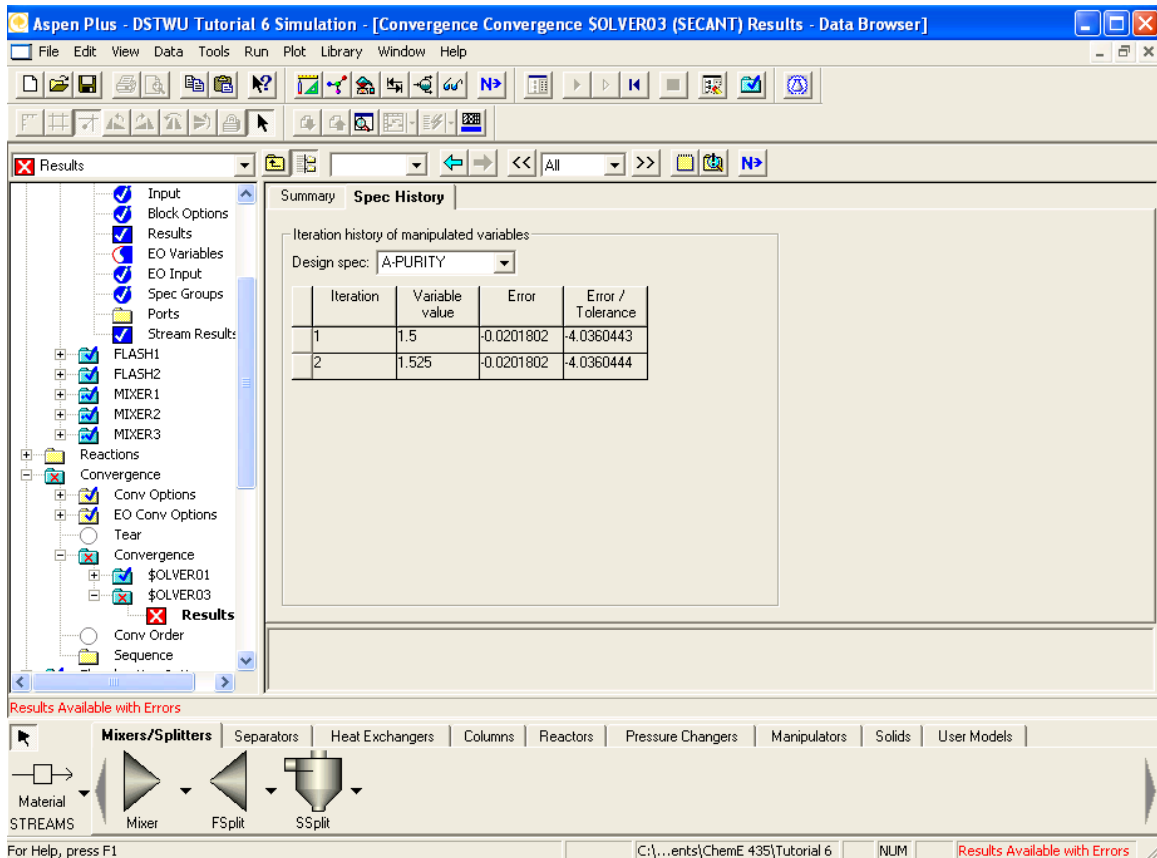 Aspen Plus - DSTWU Tutorial 6 Simulation - [Convergence Convergence $OLVER03 (SECANT) Results - Data Browser]
File Edit View Data Tools Run Plot Library Window Help
N>
Results
All
<<
>>
N>
Input
Block Options
Results
EO Variables
EO Input
Spec Groups
Ports
Stream Results
FLASH1
FLASH2
MIXER1
MIXER2
MIXER3
Reactions
Convergence
Conv Options
EO Conv Options
Tear
Convergence
$OLVER01
$OLVER03
Results
Conv Order
Sequence
Summary Spec History
Iteration history of manipulated variables
Design spec: A-PURITY
Iteration Variable value Error Error / Tolerance
1 1.5 -0.0201802 -4.0360443
2 1.525 -0.0201802 -4.0360444
Results Available with Errors
Mixers/Splitters Separators Heat Exchangers Columns Reactors Pressure Changers Manipulators Solids User Models
Material
STREAMS Mixer FSplit SSplit
For Help, press F1 C:\...ents\ChemE 435\Tutorial 6 NUM Results Available with Errors